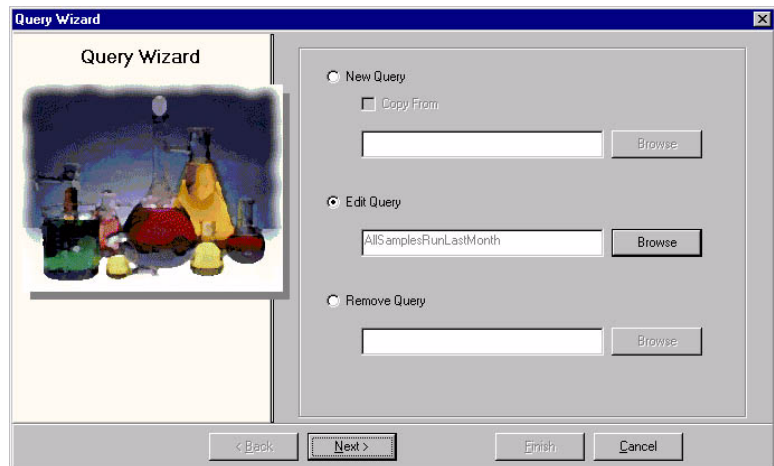 Query Wizard
Query Wizard
New Query
Copy From
Browse
Edit Query
AllSamplesRunLastMonth
Browse
Remove Query
Browse
< Back
Next >
Finish
Cancel